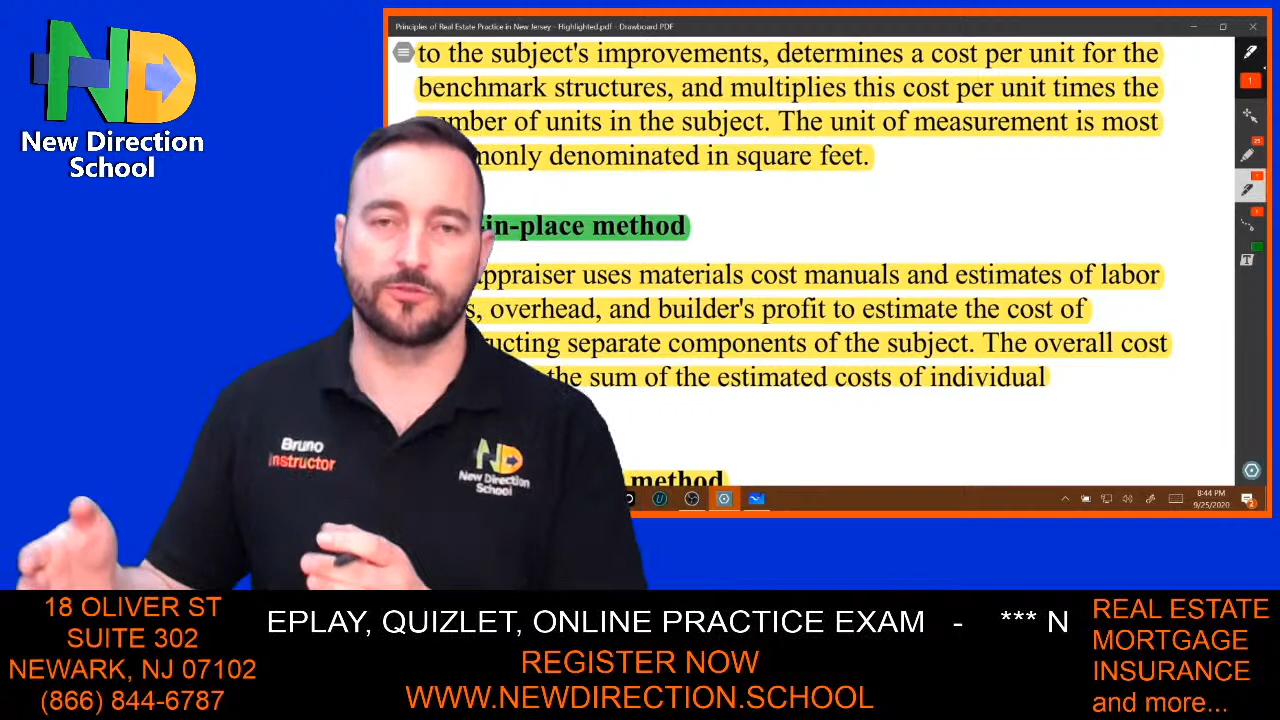 ND
New Direction
School
Principles of Real Estate Practice in New Jersey - Highlighted.pdf - Drawboard PDF
to the subject's improvements, determines a cost per unit for the
benchmark structures, and multiplies this cost per unit times the
number of units in the subject. The unit of measurement is most
monly denominated in square feet.
-in-place method
appraiser uses materials cost manuals and estimates of labor
s, overhead, and builder's profit to estimate the cost of
ucting separate components of the subject. The overall cost
the sum of the estimated costs of individual
method
8:44 PM
9/25/2020
Bruno
Instructor
ND
New Direction
School
18 OLIVER ST
SUITE 302
NEWARK, NJ 07102
(866) 844-6787
EPLAY, QUIZLET, ONLINE PRACTICE EXAM - *** N
REGISTER NOW
WWW.NEWDIRECTION.SCHOOL
REAL ESTATE
MORTGAGE
INSURANCE
and more...